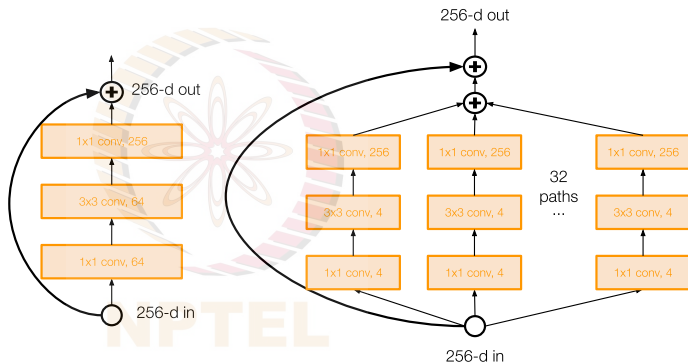 256-d out
1x1 conv, 256
3x3 conv, 64
1x1 conv, 64
256-d in
256-d out
1x1 conv, 256
1x1 conv, 256
1x1 conv, 256
32
paths
...
3x3 conv, 4
3x3 conv, 4
3x3 conv, 4
1x1 conv, 4
1x1 conv, 4
1x1 conv, 4
256-d in
NPTEL